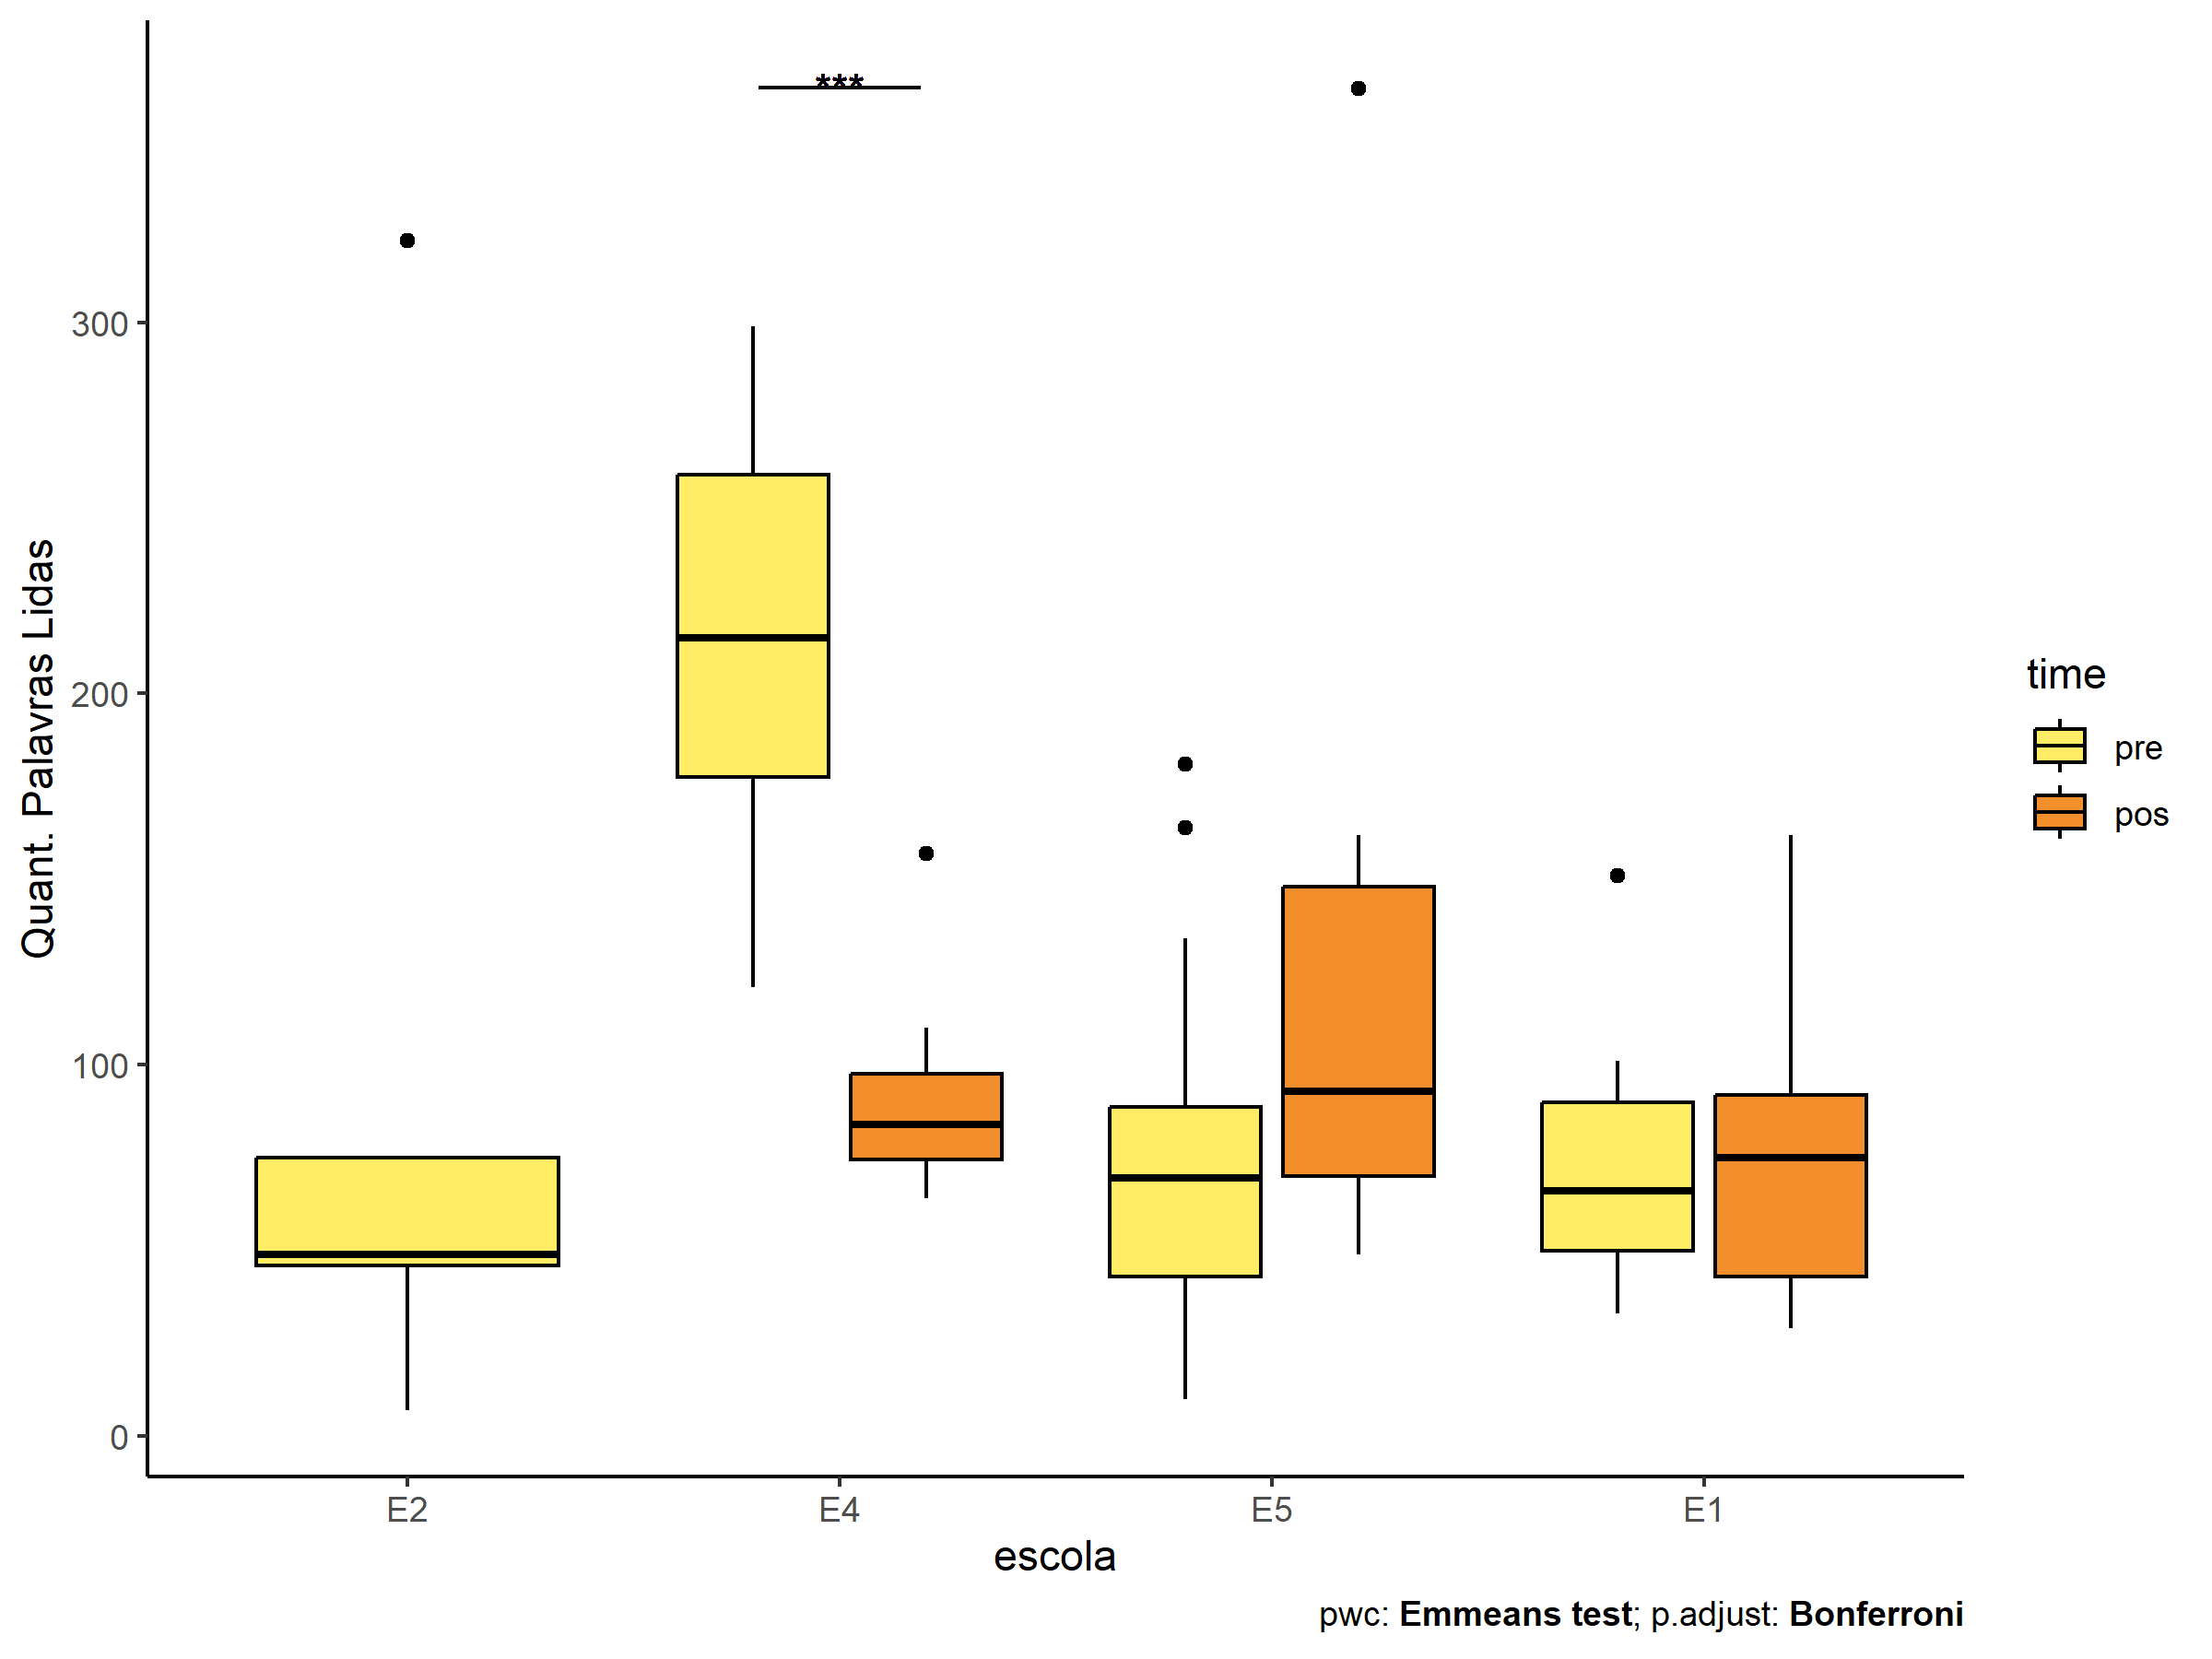 ***
300
200
100
0
Quant. Palavras Lidas
E2 E4 E5 E1
escola
time
pre
pos
pwc: Emmeans test; p.adjust: Bonferroni